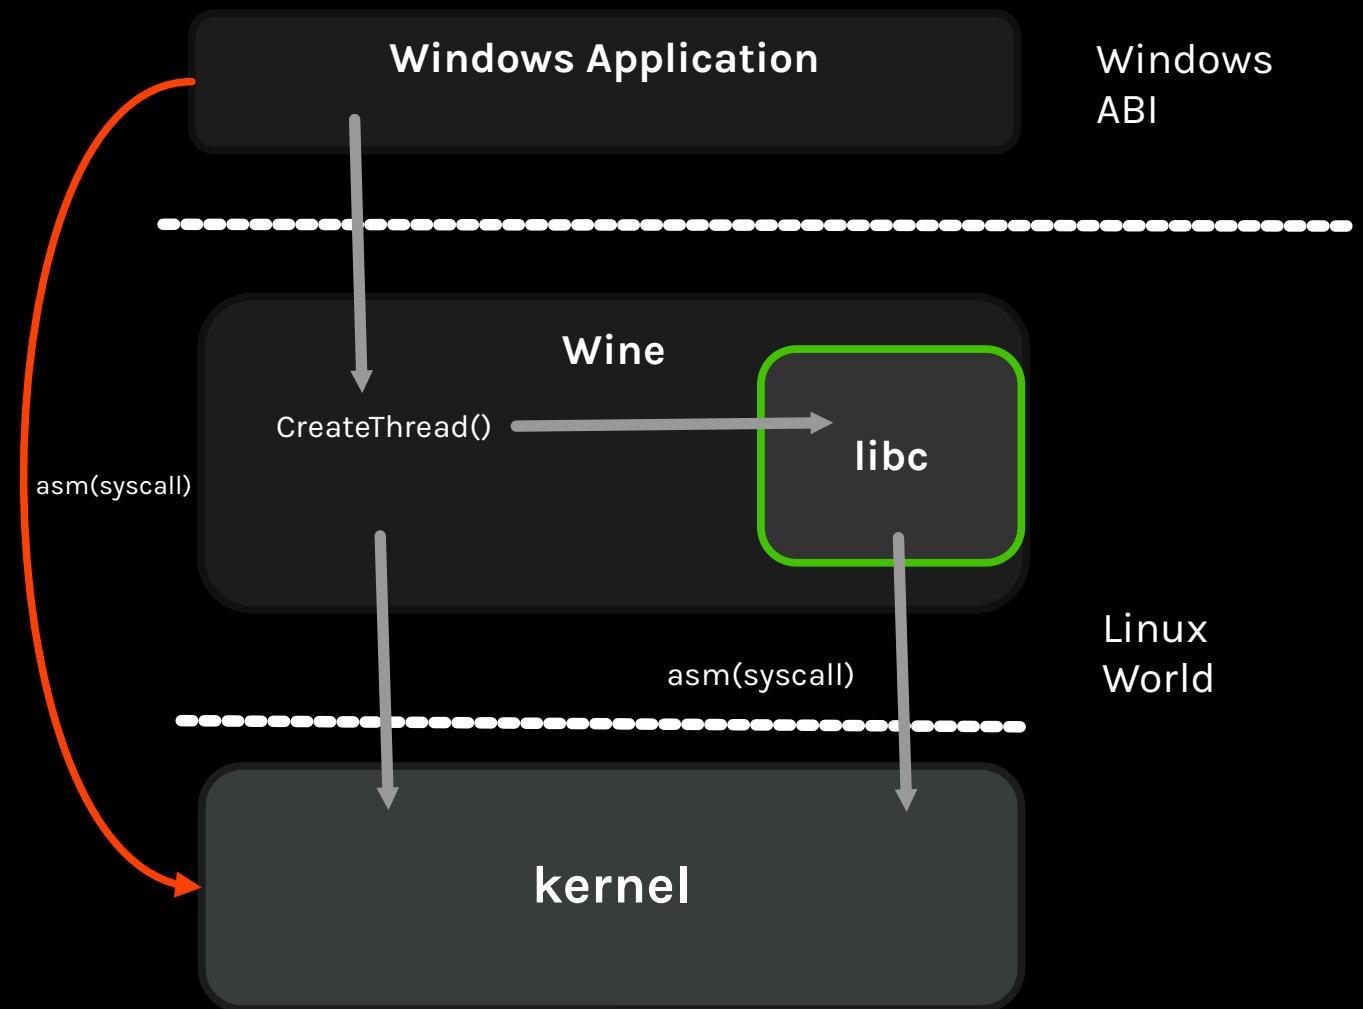 Windows Application
Windows
ABI
Wine
CreateThread()
libc
asm(syscall)
Linux
World
asm(syscall)
kernel